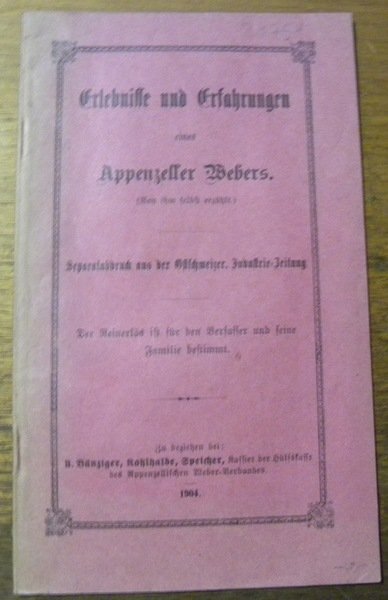 Erlebnisse und Erfahrungen
eines
Appenzeller Webers.
(Von ihm selbst erzählt.)
Separatabdruck aus der Ostschweizer. Industrie-Zeitung
Der Reinerlös ist für den Verfasser und seine
Familie bestimmt.
Zu beziehen bei:
U. Bänziger, Kohlhalde, Speicher, Kassier der Hülfskasse
des Appenzellischen Weber-Verbandes.
1904.